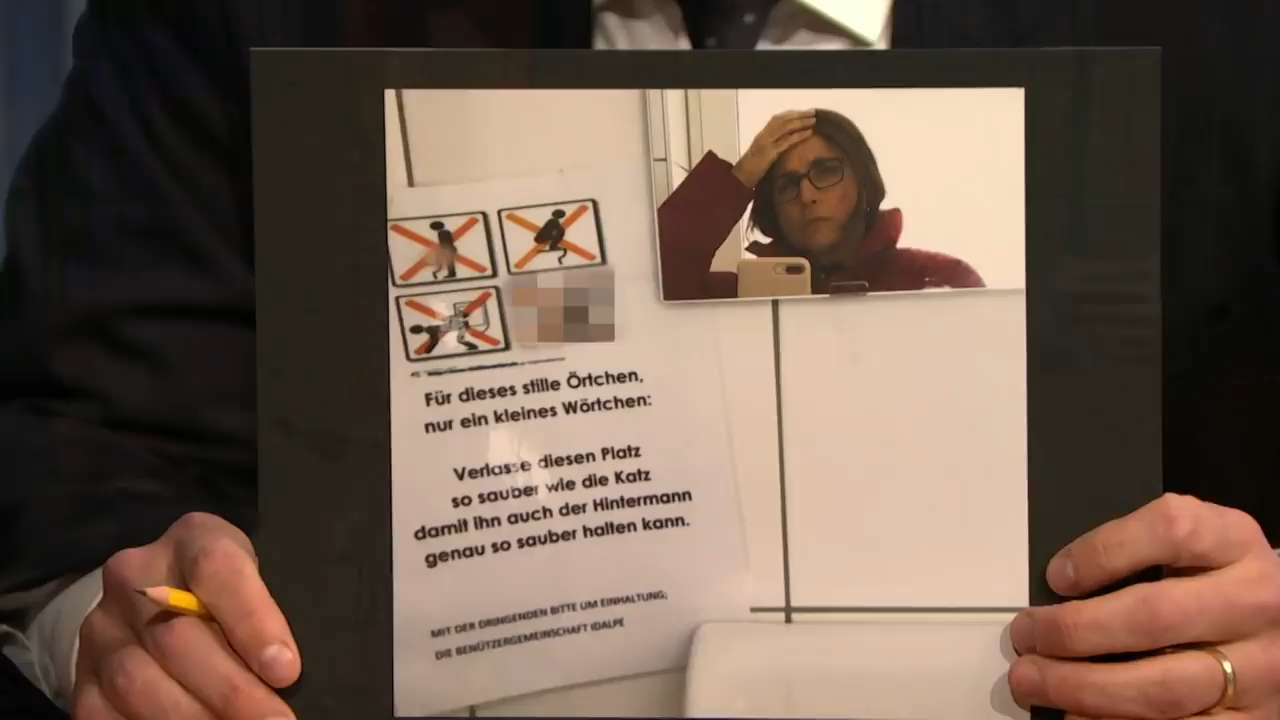 Für dieses stille Örtchen,
nur ein kleines Wörtchen:
Verlasse diesen Platz
so sauber wie die Katz
damit ihn auch der Hintermann
genau so sauber halten kann.
MIT DER DRINGENDEN BITTE UM EINHALTUNG;
DIE BENÜTZERGEMEINSCHAFT IDALPE